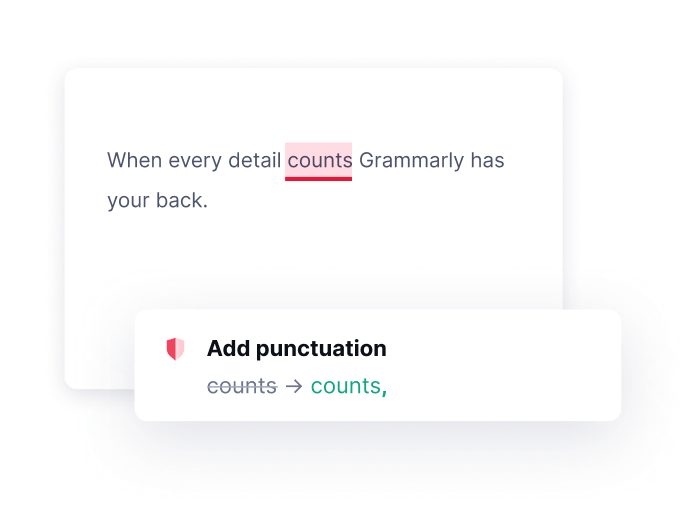 When every detail counts Grammarly has
your back.
Add punctuation
counts → counts,